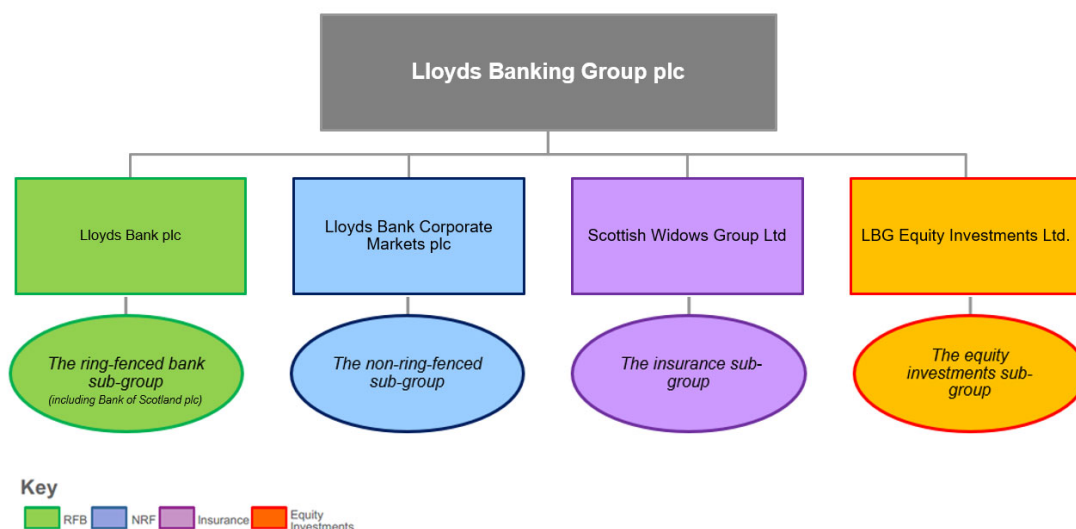 Lloyds Banking Group plc
Lloyds Bank plc
Lloyds Bank Corporate
Markets plc
Scottish Widows Group Ltd
LBG Equity Investments Ltd.
The ring-fenced bank
sub-group
(including Bank of Scotland plc)
The non-ring-fenced
sub-group
The insurance sub-
group
The equity
investments sub-
group
Key
RFB
NRF
Insurance
Equity
Investments